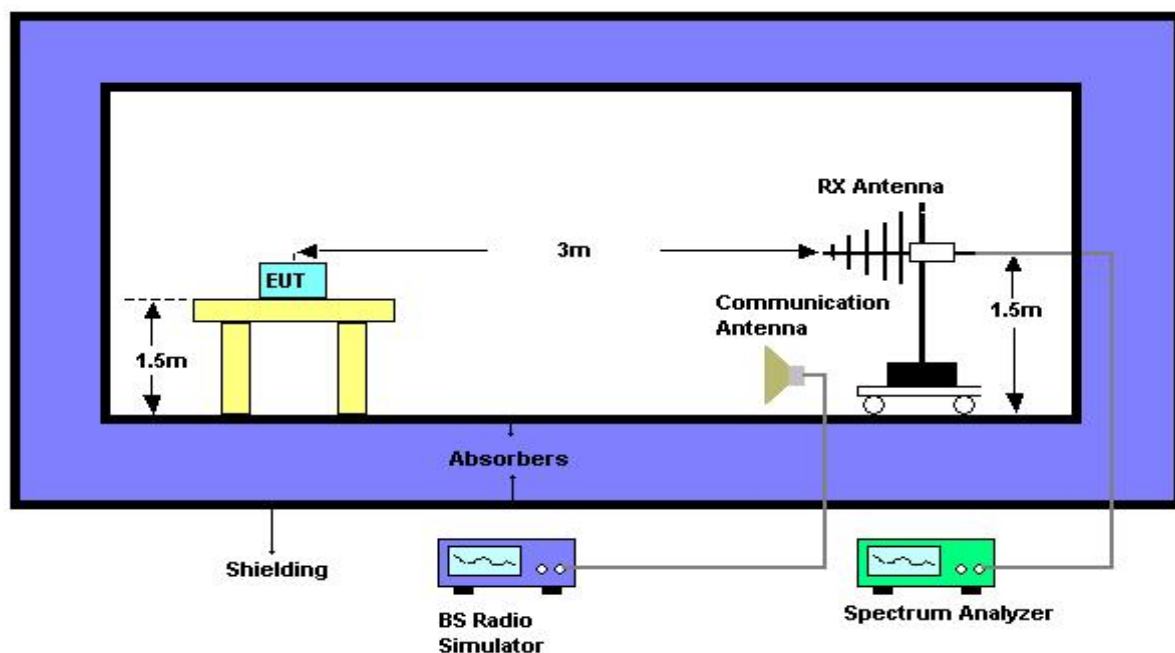 RX Antenna
3m
EUT
Communication
Antenna
1.5m
1.5m
Absorbers
Shielding
BS Radio
Simulator
Spectrum Analyzer